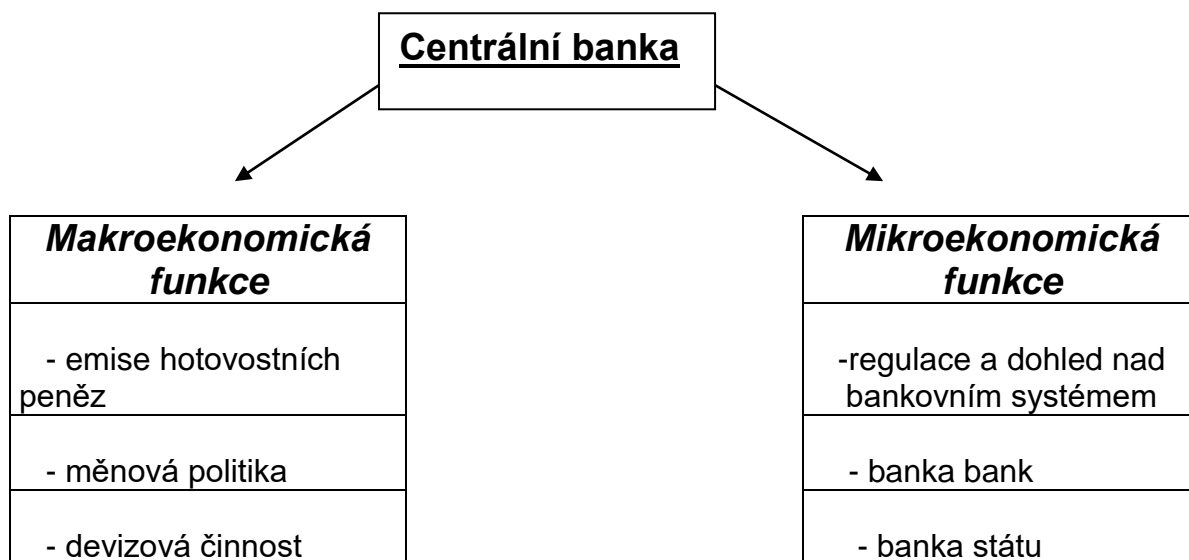 Centrální banka
Makroekonomická
funkce
- emise hotovostních
peněz
- měnová politika
- devizová činnost
Mikroekonomická
funkce
-regulace a dohled nad
bankovním systémem
- banka bank
- banka státu